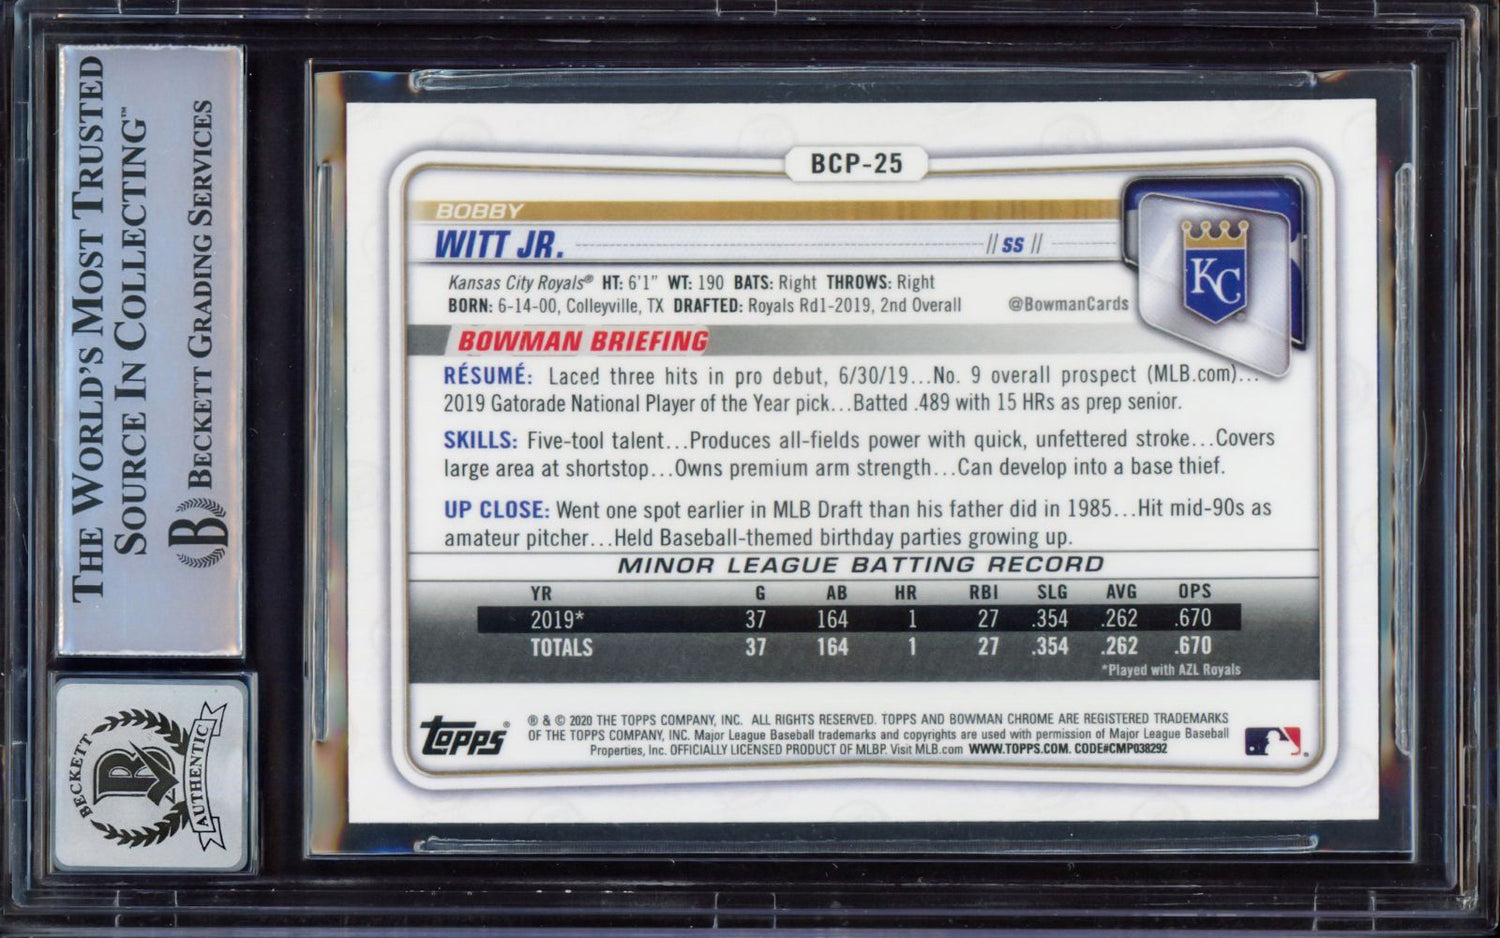 THE WORLD'S MOST TRUSTED
SOURCE IN COLLECTING™
BECKETT GRADING SERVICES
B
BECKETT
B
AUTHENTIC
BCP-25
BOBBY
WITT JR.
// SS //
KC
Kansas City Royals® HT: 6'1" WT: 190 BATS: Right THROWS: Right
BORN: 6-14-00, Colleyville, TX DRAFTED: Royals Rd1-2019, 2nd Overall
@BowmanCards
BOWMAN BRIEFING
RÉSUMÉ: Laced three hits in pro debut, 6/30/19...No. 9 overall prospect (MLB.com)...
2019 Gatorade National Player of the Year pick...Batted .489 with 15 HRs as prep senior.
SKILLS: Five-tool talent...Produces all-fields power with quick, unfettered stroke...Covers
large area at shortstop...Owns premium arm strength...Can develop into a base thief.
UP CLOSE: Went one spot earlier in MLB Draft than his father did in 1985...Hit mid-90s as
amateur pitcher...Held Baseball-themed birthday parties growing up.
MINOR LEAGUE BATTING RECORD
YR G AB HR RBI SLG AVG OPS
2019* 37 164 1 27 .354 .262 .670
TOTALS 37 164 1 27 .354 .262 .670
*Played with AZL Royals
Topps®
® & © 2020 THE TOPPS COMPANY, INC. ALL RIGHTS RESERVED. TOPPS AND BOWMAN CHROME ARE REGISTERED TRADEMARKS
OF THE TOPPS COMPANY, INC. Major League Baseball trademarks and copyrights are used with permission of Major League Baseball
Properties, Inc. OFFICIALLY LICENSED PRODUCT OF MLBP. Visit MLB.com WWW.TOPPS.COM. CODE#CMP038292